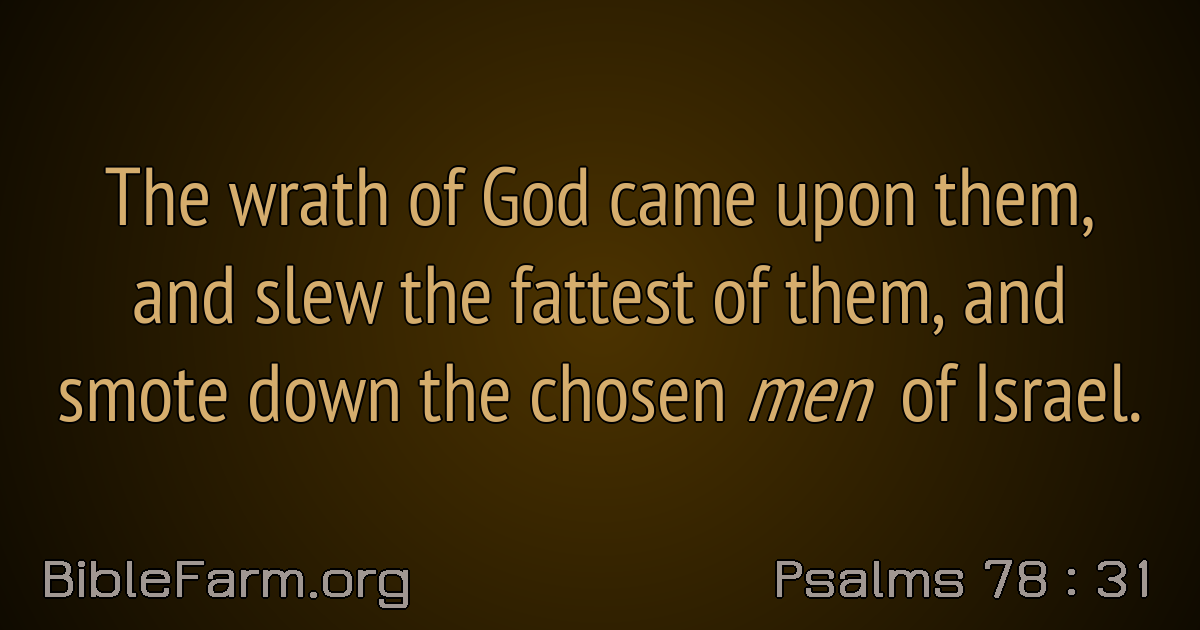 The wrath of God came upon them,
and slew the fattest of them, and
smote down the chosen men of Israel.
BibleFarm.org
Psalms 78 : 31